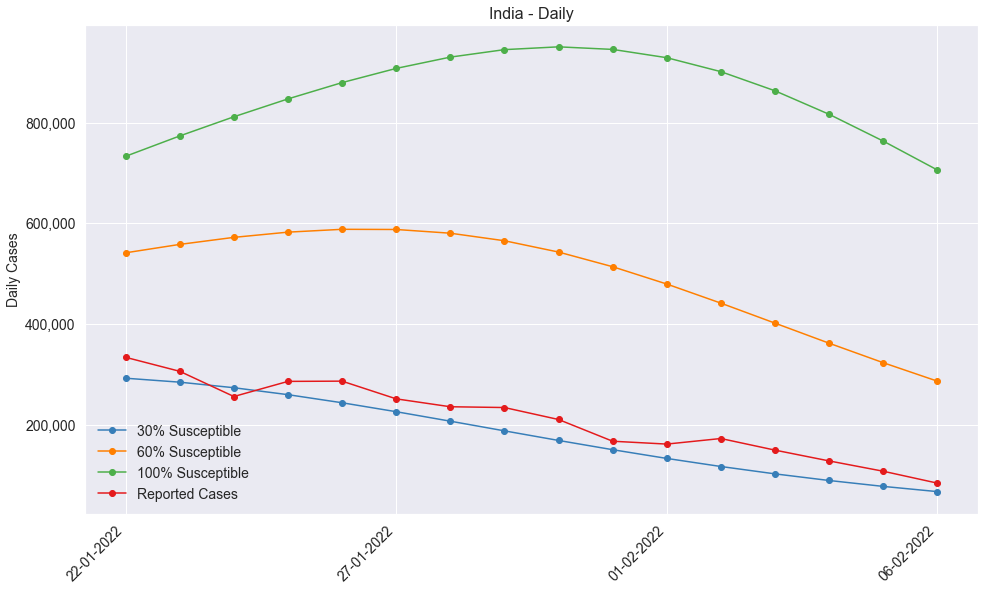 India - Daily
Daily Cases
800,000
600,000
400,000
200,000
30% Susceptible
60% Susceptible
100% Susceptible
Reported Cases
22-01-2022
27-01-2022
01-02-2022
06-02-2022